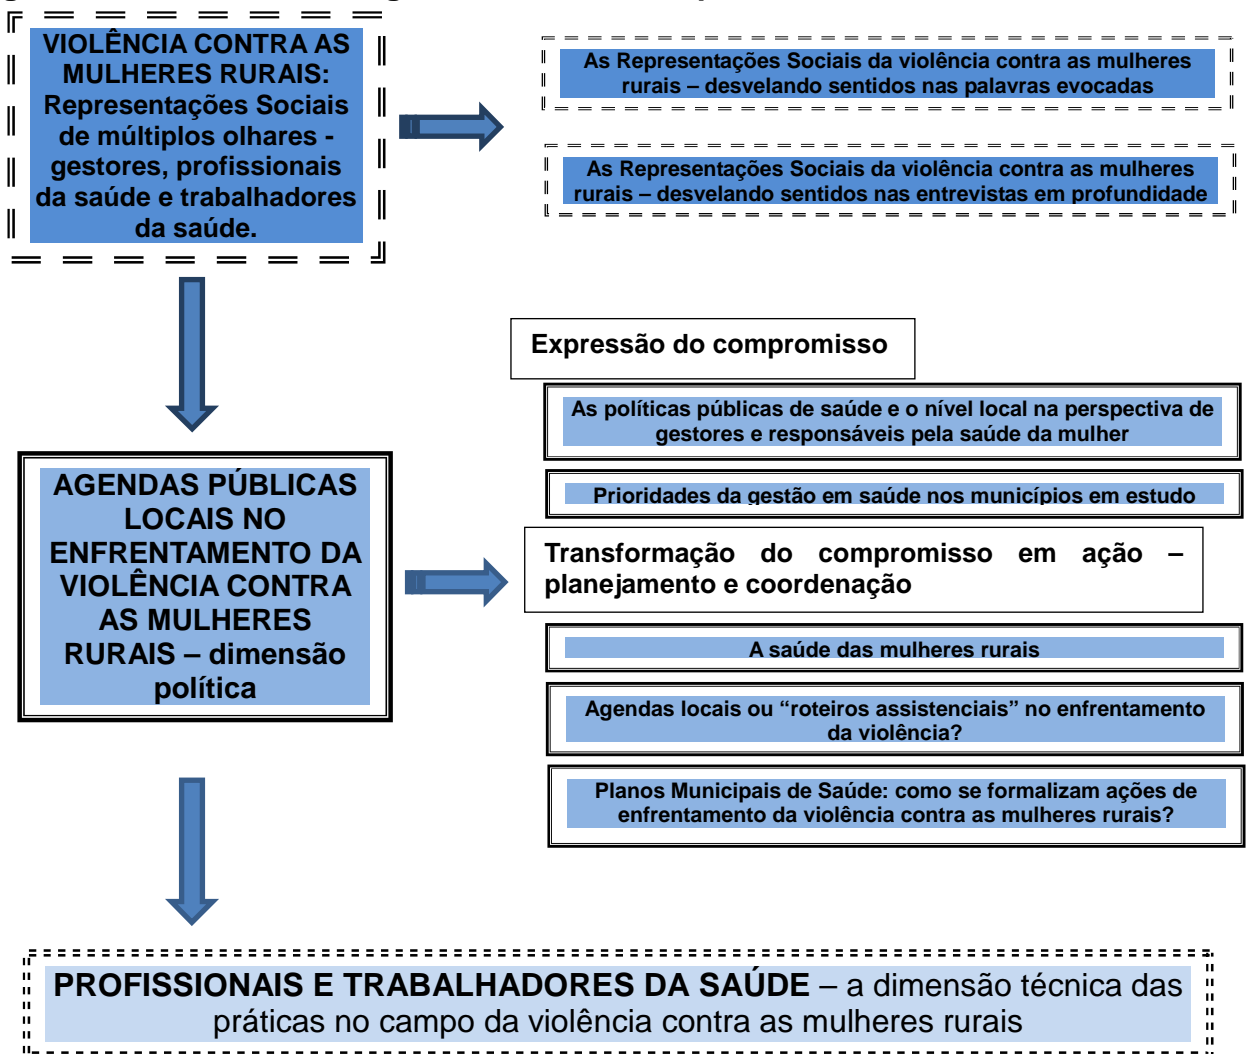 VIOLÊNCIA CONTRA AS
MULHERES RURAIS:
Representações Sociais
de múltiplos olhares -
gestores, profissionais
da saúde e trabalhadores
da saúde.
As Representações Sociais da violência contra as mulheres
rurais – desvelando sentidos nas palavras evocadas
As Representações Sociais da violência contra as mulheres
rurais – desvelando sentidos nas entrevistas em profundidade
AGENDAS PÚBLICAS
LOCAIS NO
ENFRENTAMENTO DA
VIOLÊNCIA CONTRA
AS MULHERES
RURAIS – dimensão
política
Expressão do compromisso
As políticas públicas de saúde e o nível local na perspectiva de
gestores e responsáveis pela saúde da mulher
Prioridades da gestão em saúde nos municípios em estudo
Transformação do compromisso em ação –
planejamento e coordenação
A saúde das mulheres rurais
Agendas locais ou “roteiros assistenciais” no enfrentamento
da violência?
Planos Municipais de Saúde: como se formalizam ações de
enfrentamento da violência contra as mulheres rurais?
PROFISSIONAIS E TRABALHADORES DA SAÚDE – a dimensão técnica das
práticas no campo da violência contra as mulheres rurais